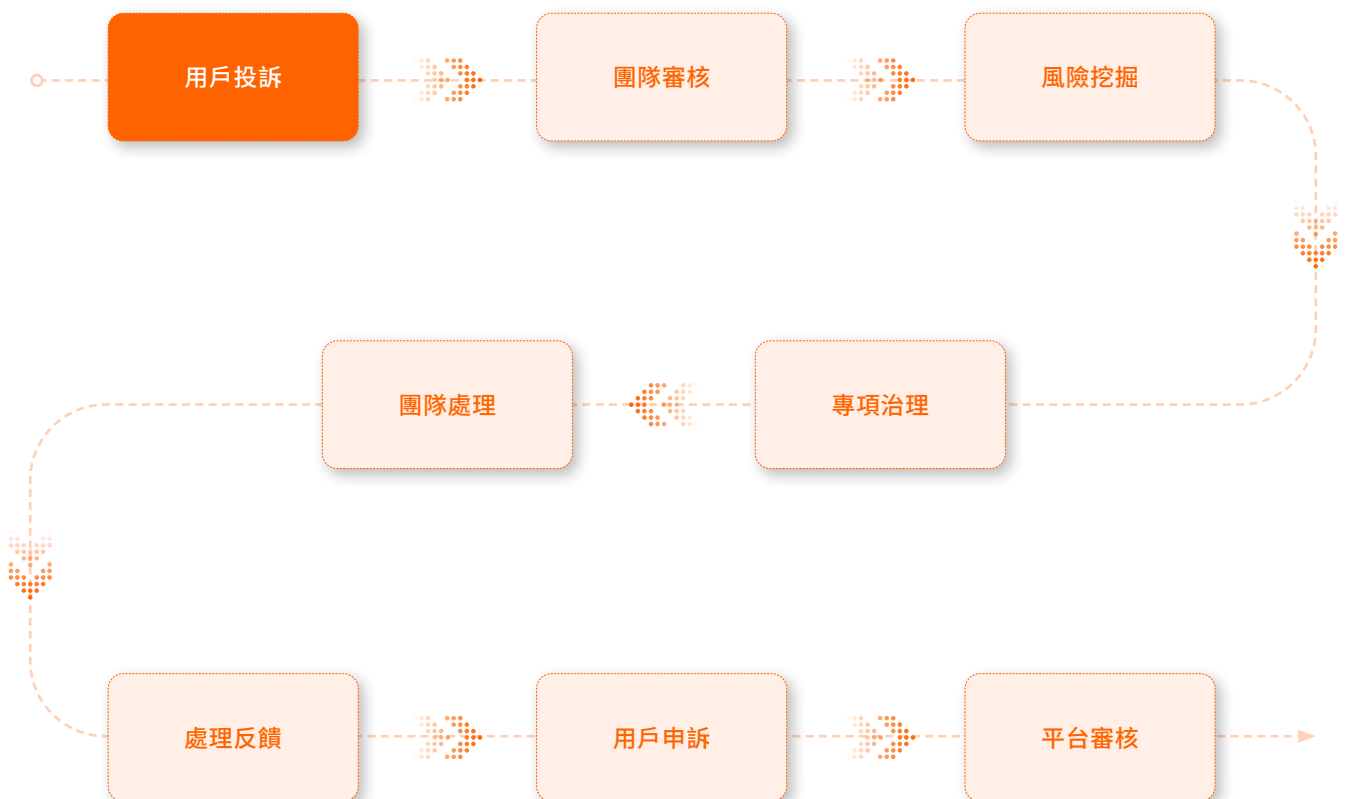 用戶投訴
團隊審核
風險挖掘
團隊處理
專項治理
處理反饋
用戶申訴
平台審核